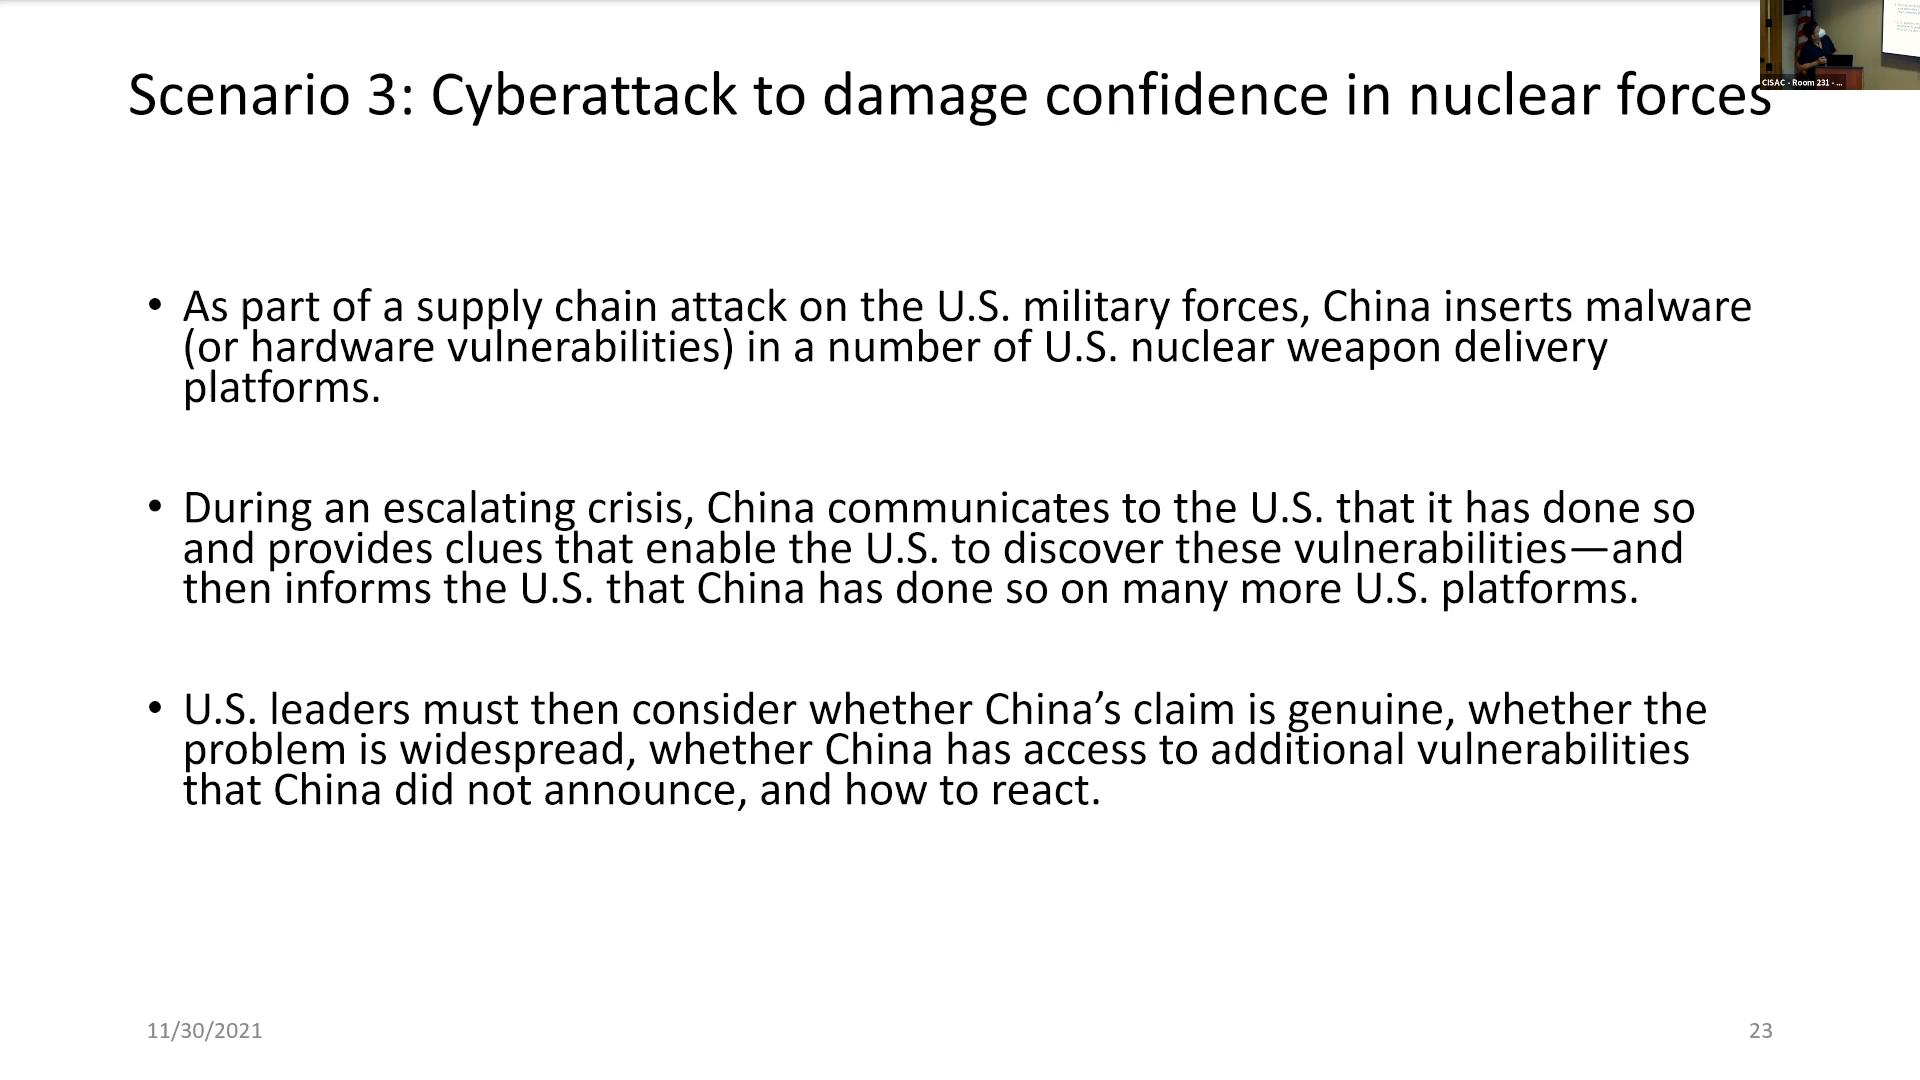 Scenario 3: Cyberattack to damage confidence in nuclear forces
CISAC - Room 231 - ...
• As part of a supply chain attack on the U.S. military forces, China inserts malware
(or hardware vulnerabilities) in a number of U.S. nuclear weapon delivery
platforms.
• During an escalating crisis, China communicates to the U.S. that it has done so
and provides clues that enable the U.S. to discover these vulnerabilities—and
then informs the U.S. that China has done so on many more U.S. platforms.
• U.S. leaders must then consider whether China’s claim is genuine, whether the
problem is widespread, whether China has access to additional vulnerabilities
that China did not announce, and how to react.
11/30/2021
23